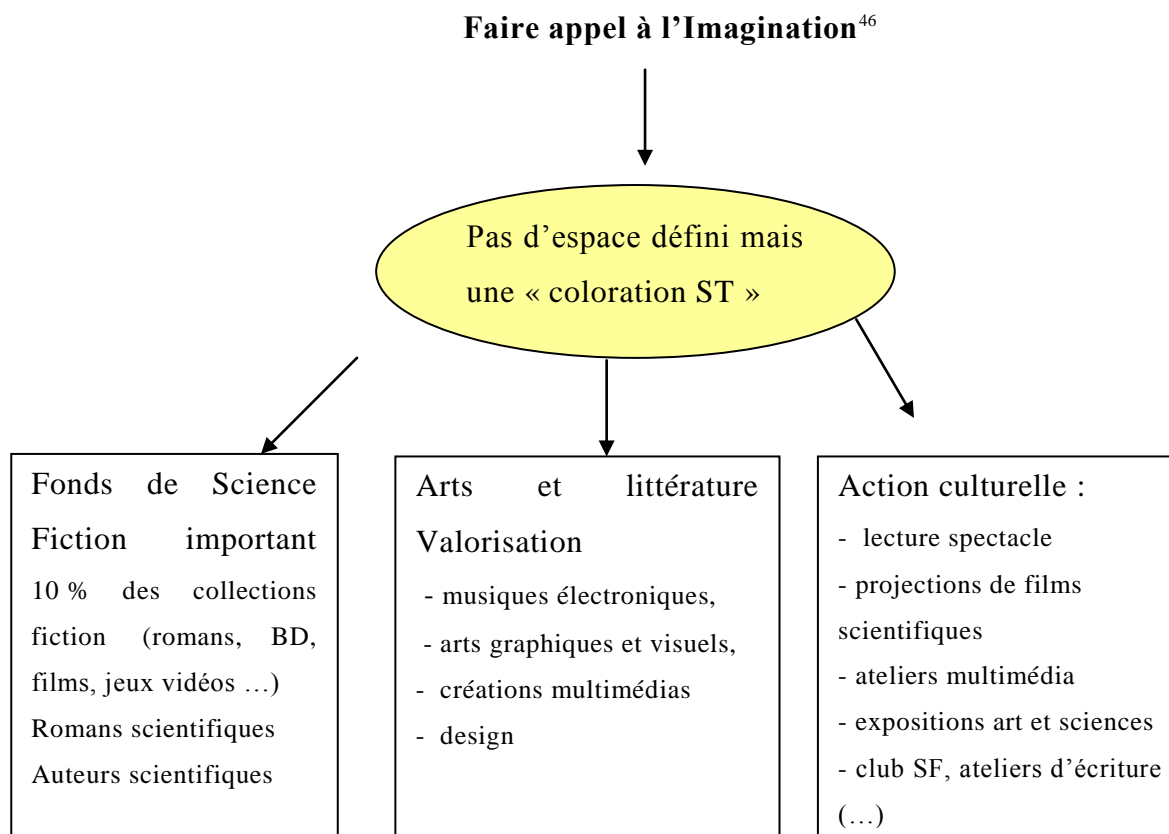 Faire appel à l’Imagination46
Pas d’espace défini mais
une « coloration ST »
Fonds de Science
Fiction important
10 % des collections
fiction (romans, BD,
films, jeux vidéos …)
Romans scientifiques
Auteurs scientifiques
Arts et littérature
Valorisation
- musiques électroniques,
- arts graphiques et visuels,
- créations multimédias
- design
Action culturelle :
- lecture spectacle
- projections de films
scientifiques
- ateliers multimédia
- expositions art et sciences
- club SF, ateliers d’écriture
(…)